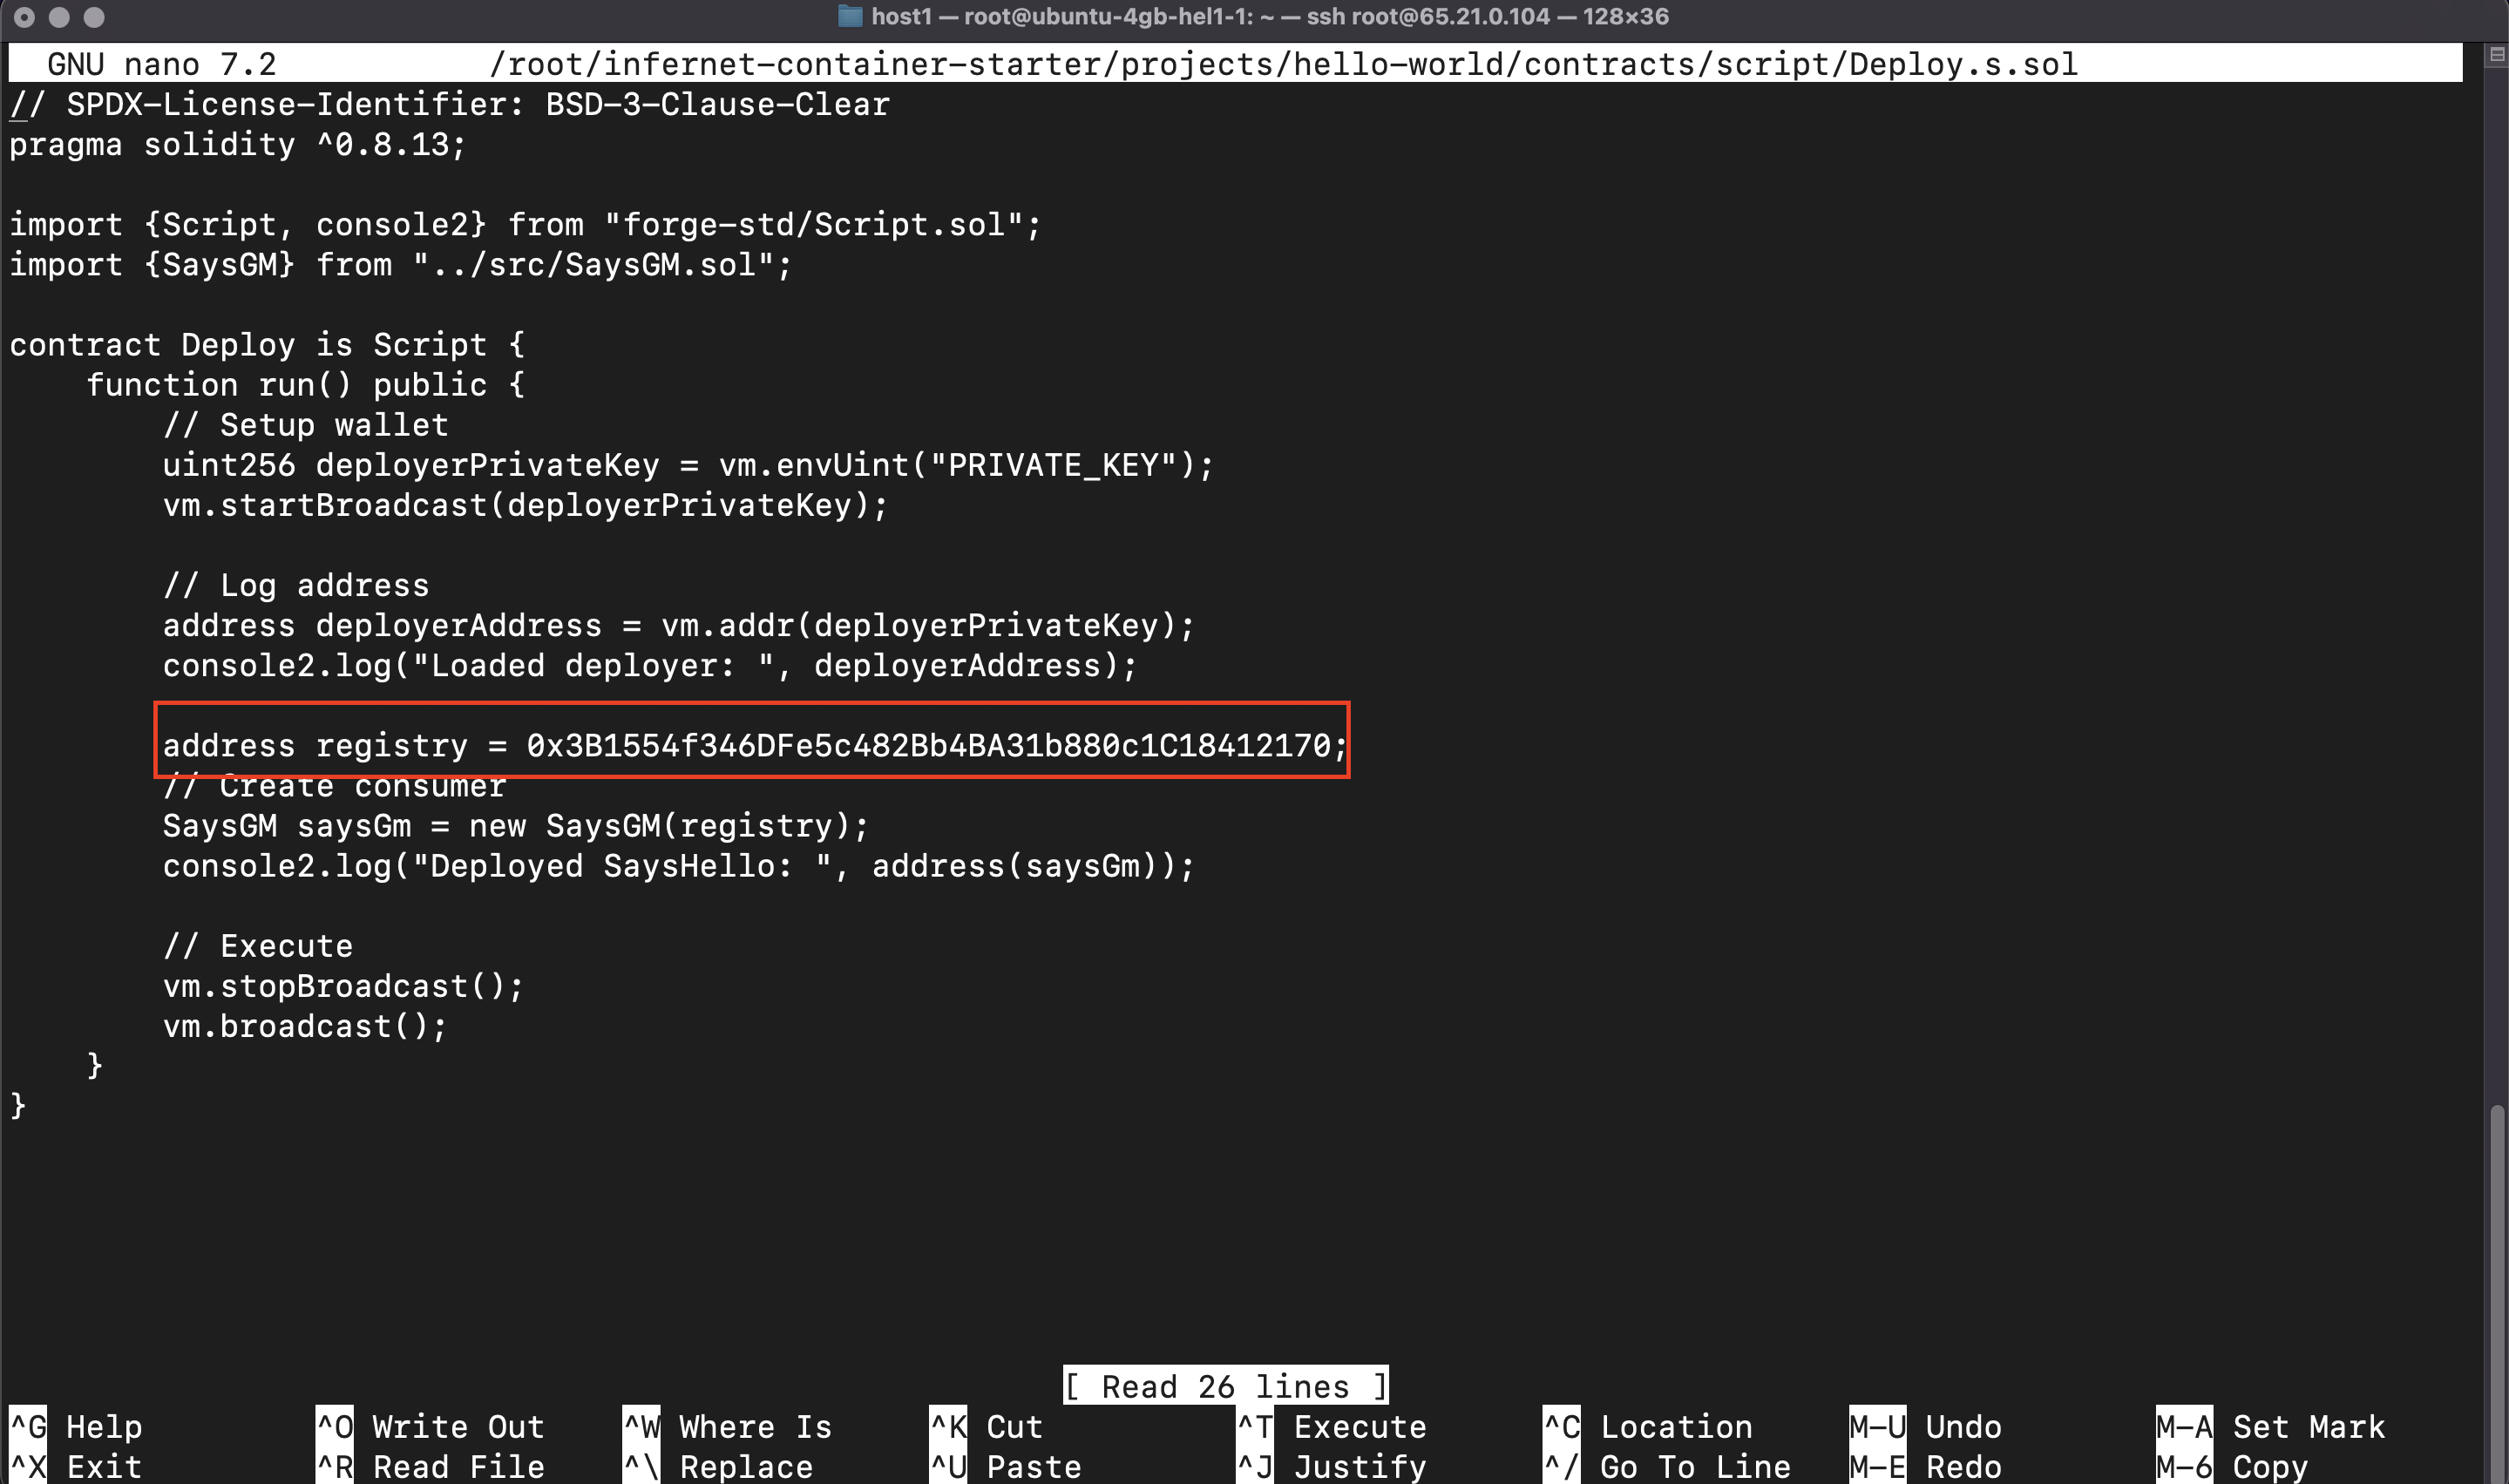 host1 — root@ubuntu-4gb-hel1-1: ~ — ssh root@65.21.0.104 — 128×36
GNU nano 7.2 /root/infernet-container-starter/projects/hello-world/contracts/script/Deploy.s.sol
// SPDX-License-Identifier: BSD-3-Clause-Clear
pragma solidity ^0.8.13;
import {Script, console2} from "forge-std/Script.sol";
import {SaysGM} from "../src/SaysGM.sol";
contract Deploy is Script {
function run() public {
// Setup wallet
uint256 deployerPrivateKey = vm.envUint("PRIVATE_KEY");
vm.startBroadcast(deployerPrivateKey);
// Log address
address deployerAddress = vm.addr(deployerPrivateKey);
console2.log("Loaded deployer: ", deployerAddress);
address registry = 0x3B1554f346DFe5c482Bb4BA31b880c1C18412170;
// Create consumer
SaysGM saysGm = new SaysGM(registry);
console2.log("Deployed SaysHello: ", address(saysGm));
// Execute
vm.stopBroadcast();
vm.broadcast();
}
}
[ Read 26 lines ]
^G Help ^O Write Out ^W Where Is ^K Cut ^T Execute ^C Location M-U Undo M-A Set Mark
^X Exit ^R Read File ^\ Replace ^U Paste ^J Justify ^/ Go To Line M-E Redo M-6 Copy